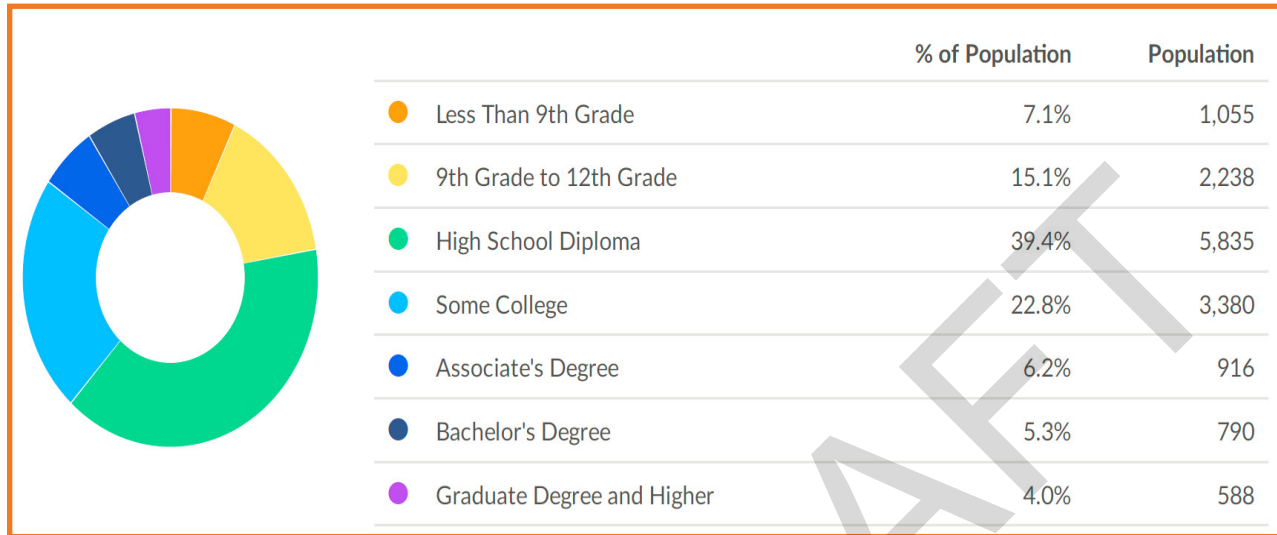 % of Population Population
Less Than 9th Grade 7.1% 1,055
9th Grade to 12th Grade 15.1% 2,238
High School Diploma 39.4% 5,835
Some College 22.8% 3,380
Associate's Degree 6.2% 916
Bachelor's Degree 5.3% 790
Graduate Degree and Higher 4.0% 588
AFT